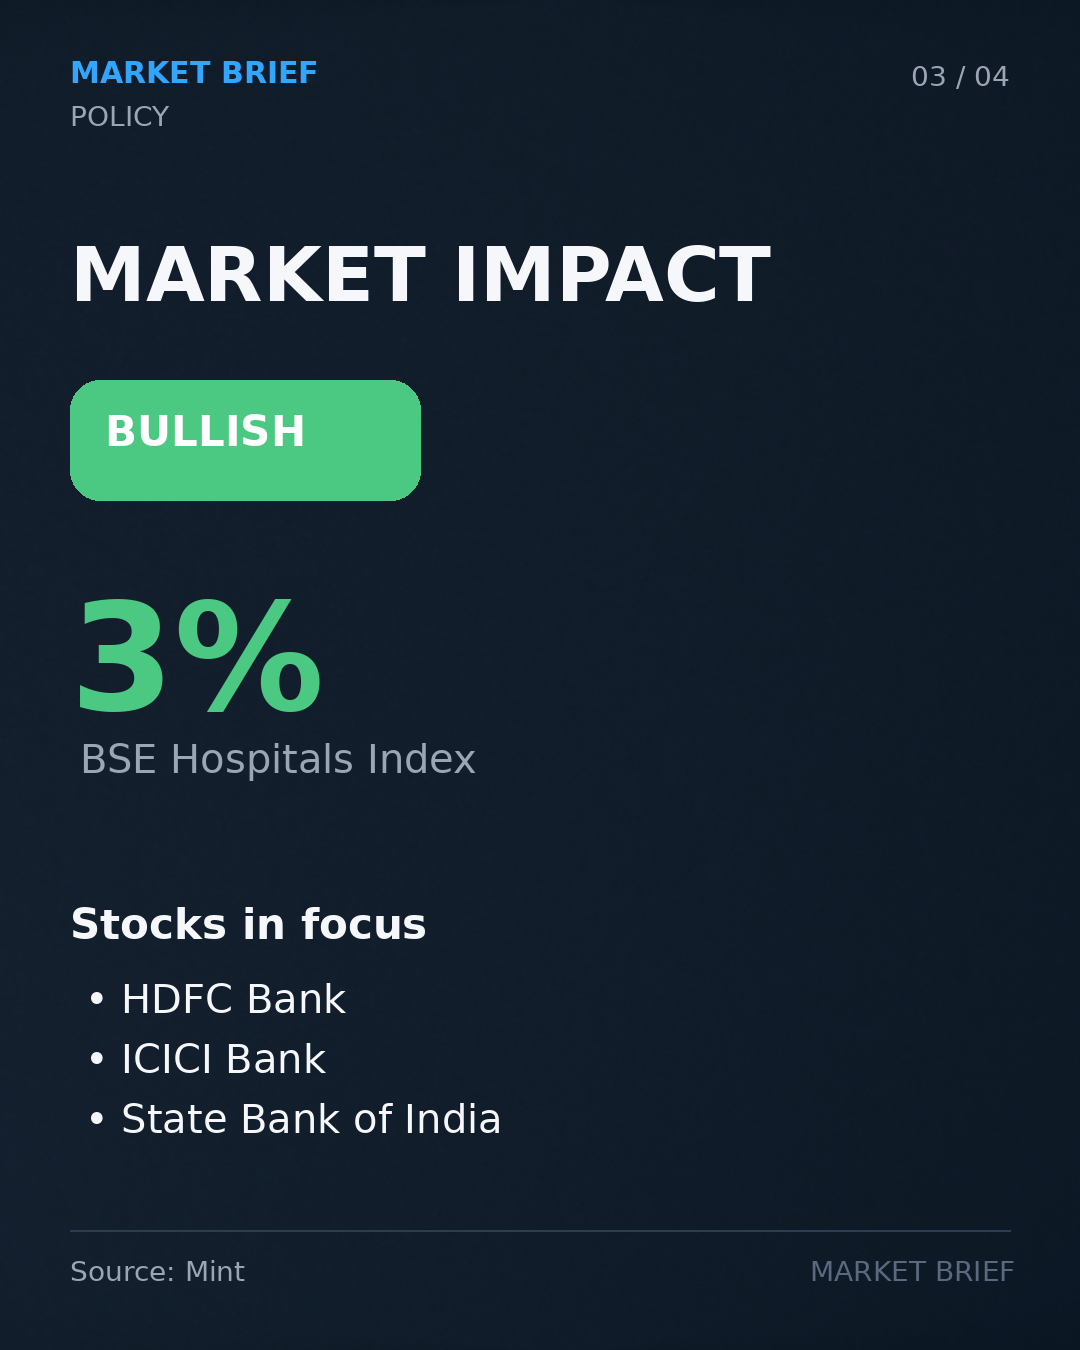 MARKET BRIEF
03 / 04
POLICY
MARKET IMPACT
BULLISH
3%
BSE Hospitals Index
Stocks in focus
• HDFC Bank
• ICICI Bank
• State Bank of India
Source: Mint
MARKET BRIEF